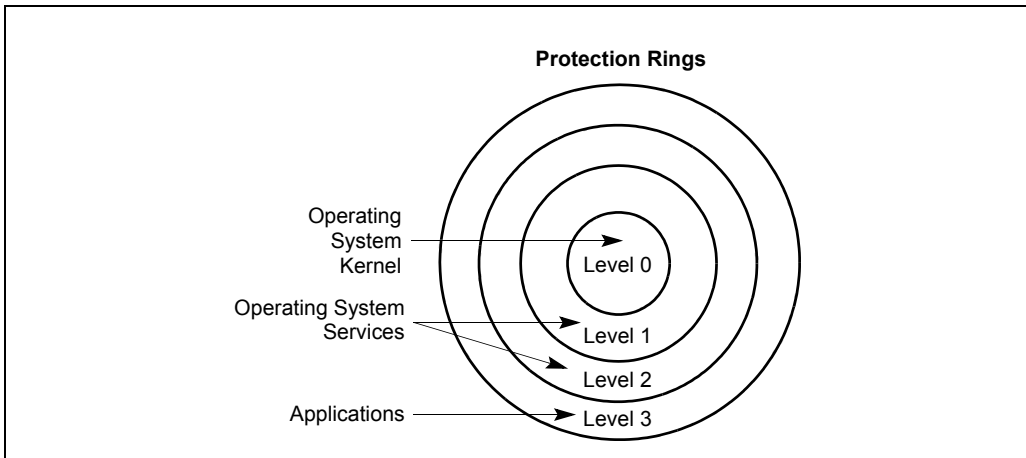 Protection Rings
Operating
System
Kernel
Level 0
Operating System
Services
Level 1
Level 2
Applications
Level 3